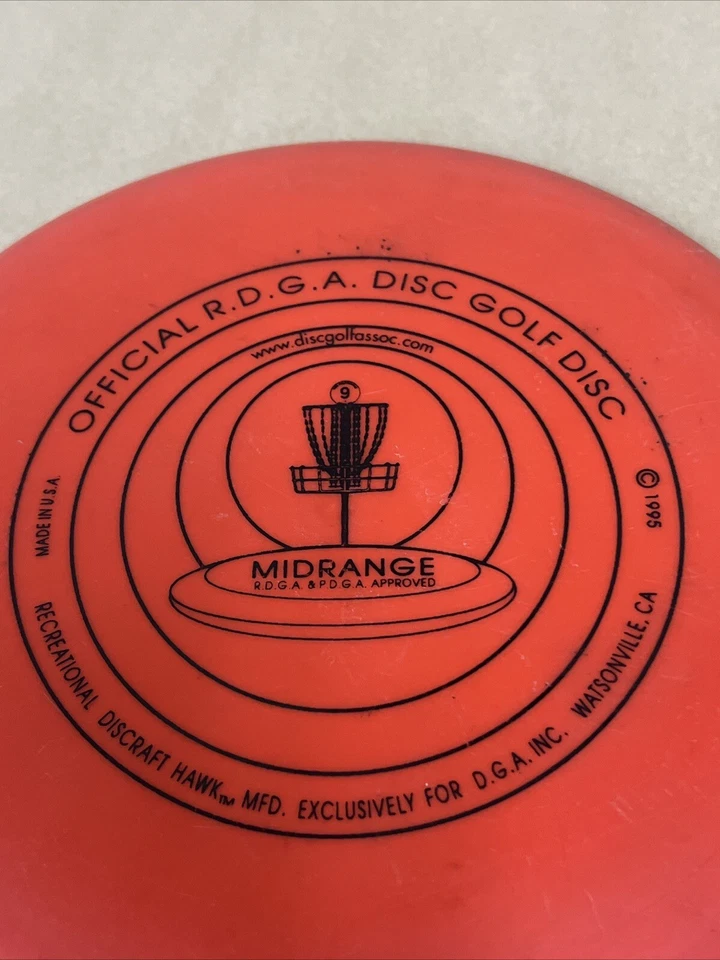 OFFICIAL R.D.G.A. DISC GOLF DISC
www.discgolfassoc.com
9
MADE IN U.S.A.
© 1995
MIDRANGE
R.D.G.A. & P.D.G.A. APPROVED
RECREATIONAL DISCRAFT HAWK™ MFD. EXCLUSIVELY FOR D.G.A. INC. WATSONVILLE, CA